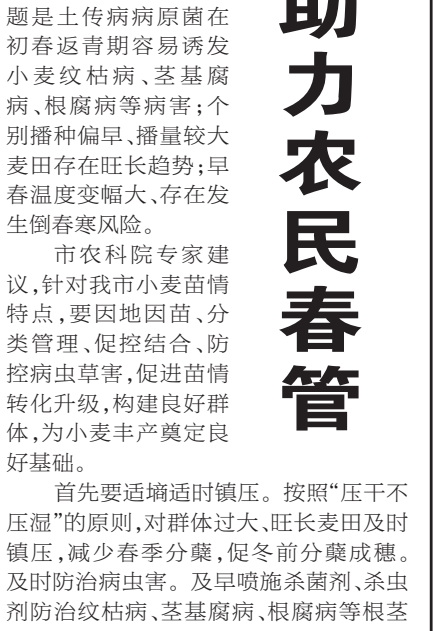 助力农民春管
题是土传病病原菌在
初春返青期容易诱发
小麦纹枯病、茎基腐
病、根腐病等病害；个
别播种偏早、播量较大
麦田存在旺长趋势；早
春温度变幅大、存在发
生倒春寒风险。
市农科院专家建
议，针对我市小麦苗情
特点，要因地因苗、分
类管理、促控结合、防
控病虫草害，促进苗情
转化升级，构建良好群
体，为小麦丰产奠定良
好基础。
首先要适墒适时镇压。按照“压干不
压湿”的原则，对群体过大、旺长麦田及时
镇压，减少春季分蘖，促冬前分蘖成穗。
及时防治病虫害。及早喷施杀菌剂、杀虫
剂防治纹枯病、茎基腐病、根腐病等根茎